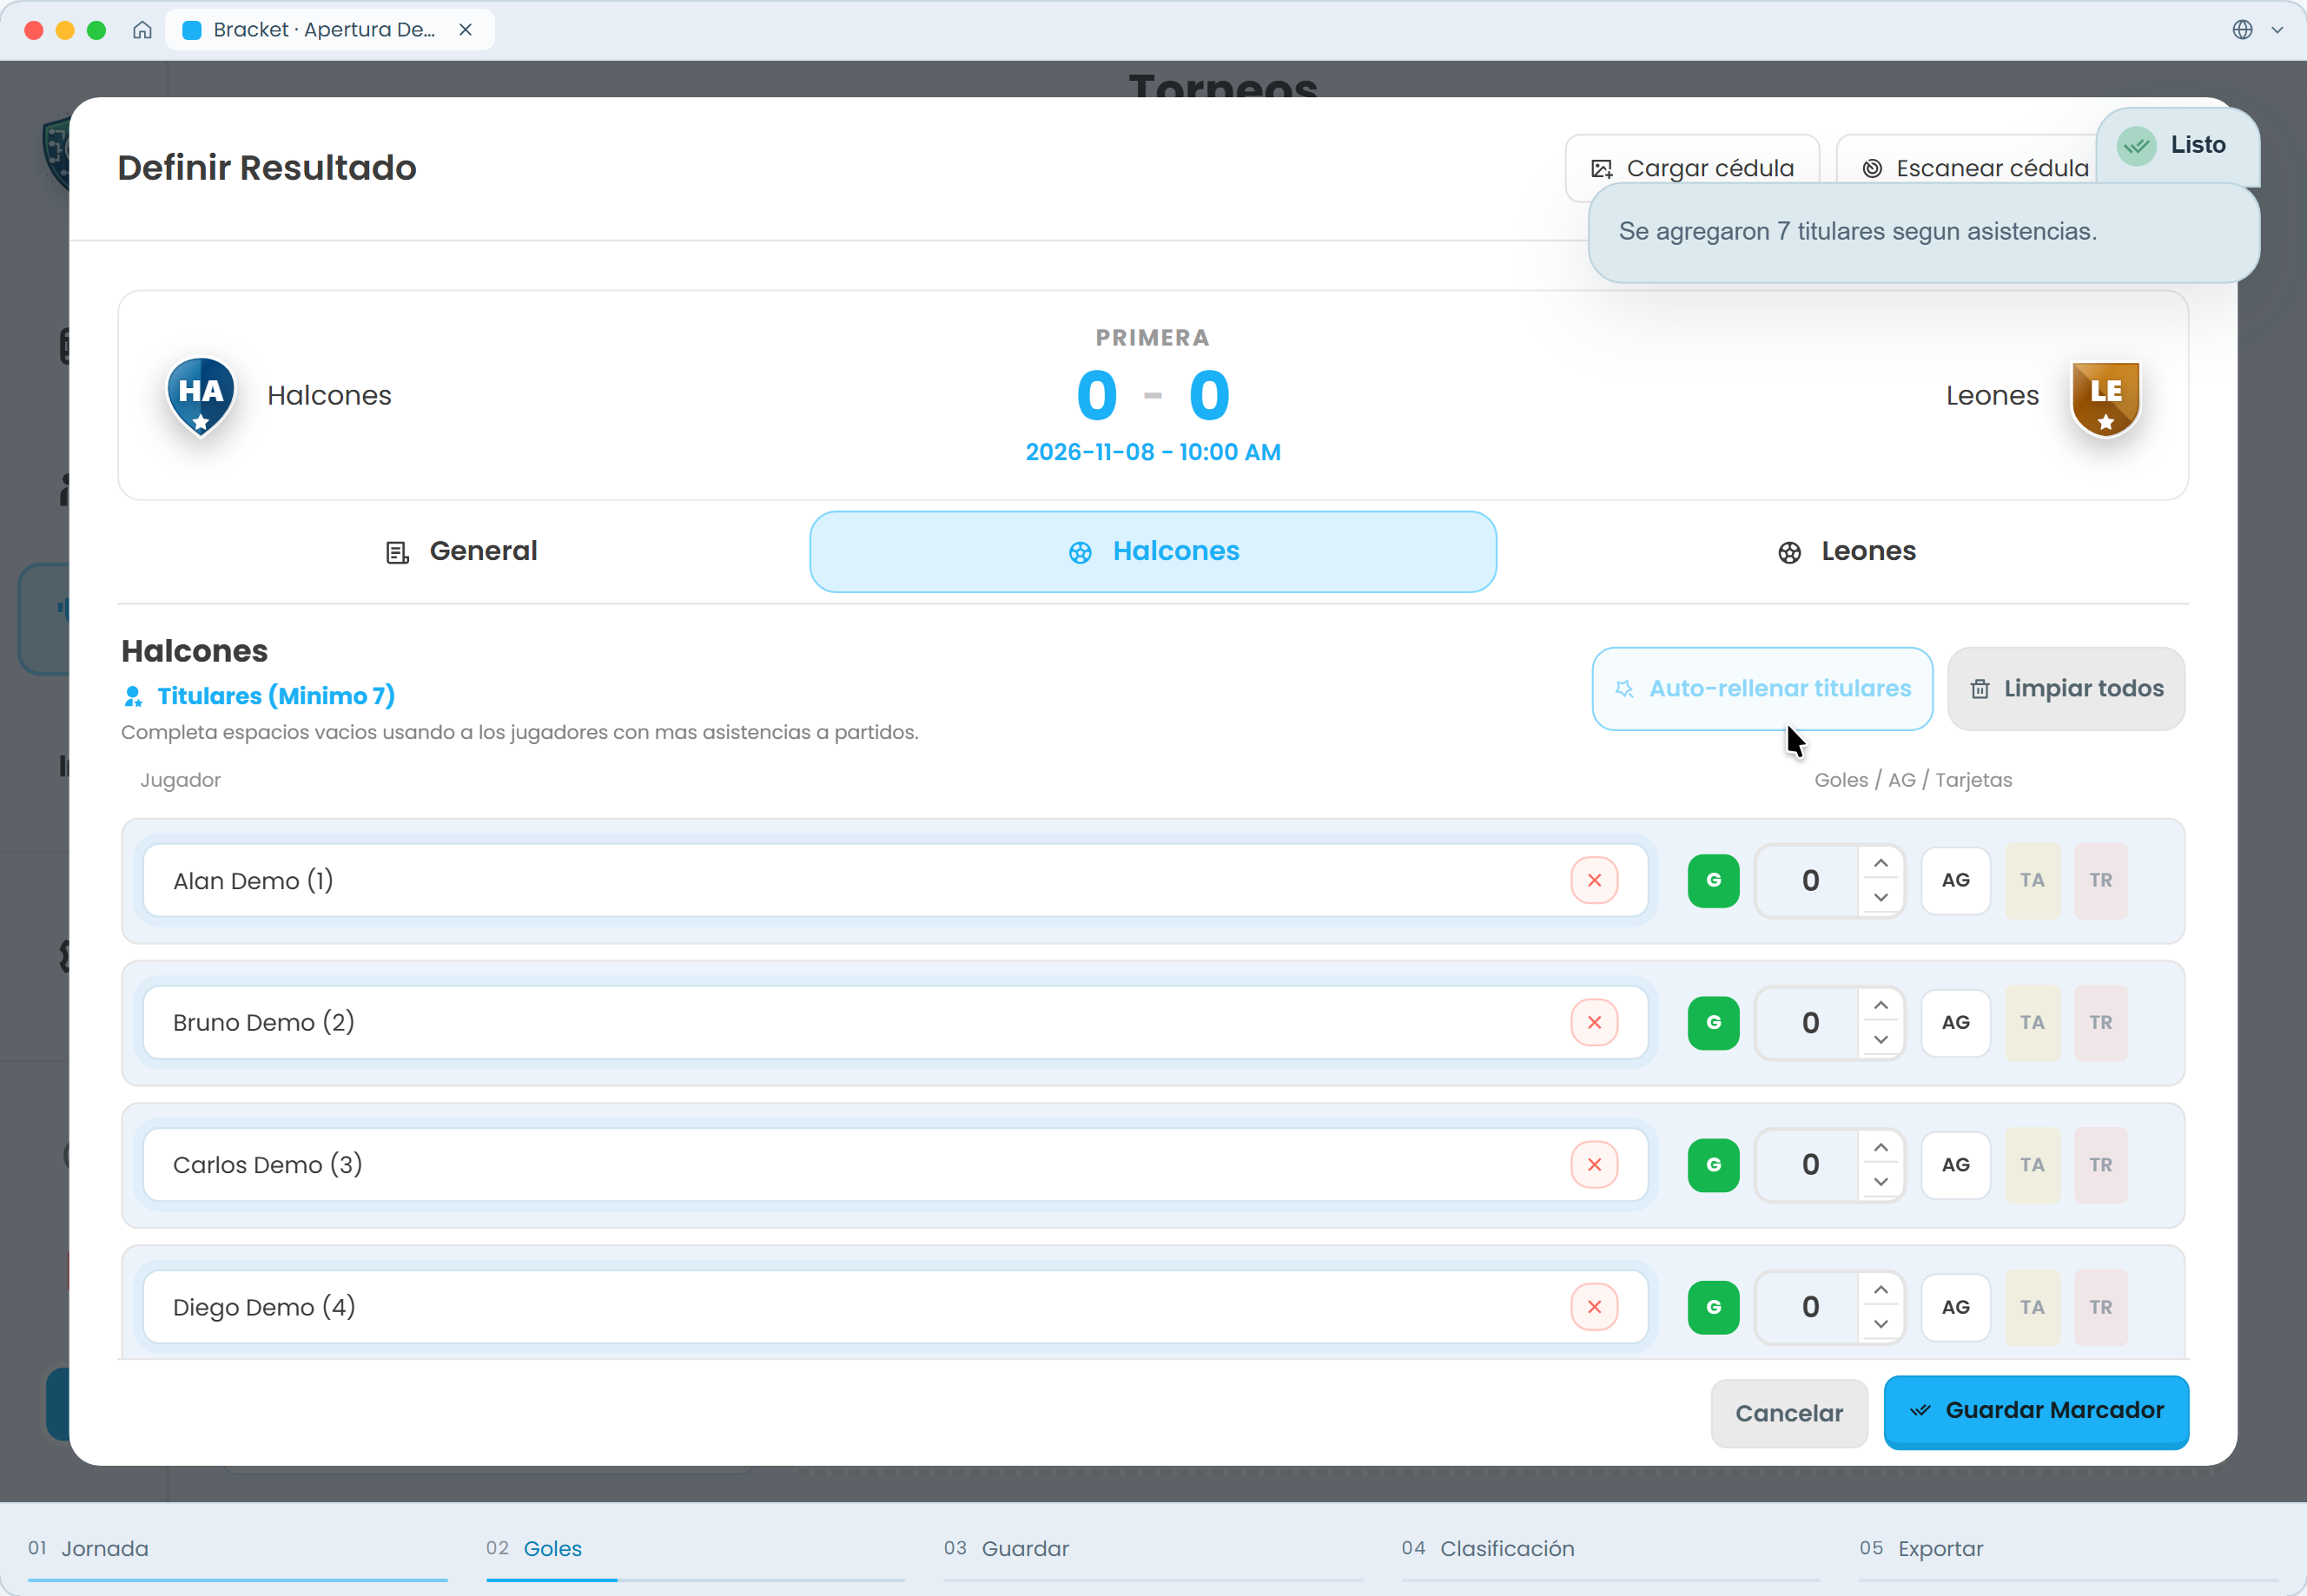 Bracket · Apertura De...
Torneos
Definir Resultado
Cargar cédula
Escanear cédula
Listo
Se agregaron 7 titulares segun asistencias.
PRIMERA
HA
Halcones
0 - 0
Leones
LE
2026-11-08 - 10:00 AM
General
Halcones
Leones
Halcones
Titulares (Minimo 7)
Completa espacios vacios usando a los jugadores con mas asistencias a partidos.
Auto-rellenar titulares
Limpiar todos
Jugador
Goles / AG / Tarjetas
Alan Demo (1)
G
0
AG
TA
TR
Bruno Demo (2)
G
0
AG
TA
TR
Carlos Demo (3)
G
0
AG
TA
TR
Diego Demo (4)
G
0
AG
TA
TR
Cancelar
Guardar Marcador
01 Jornada
02 Goles
03 Guardar
04 Clasificación
05 Exportar